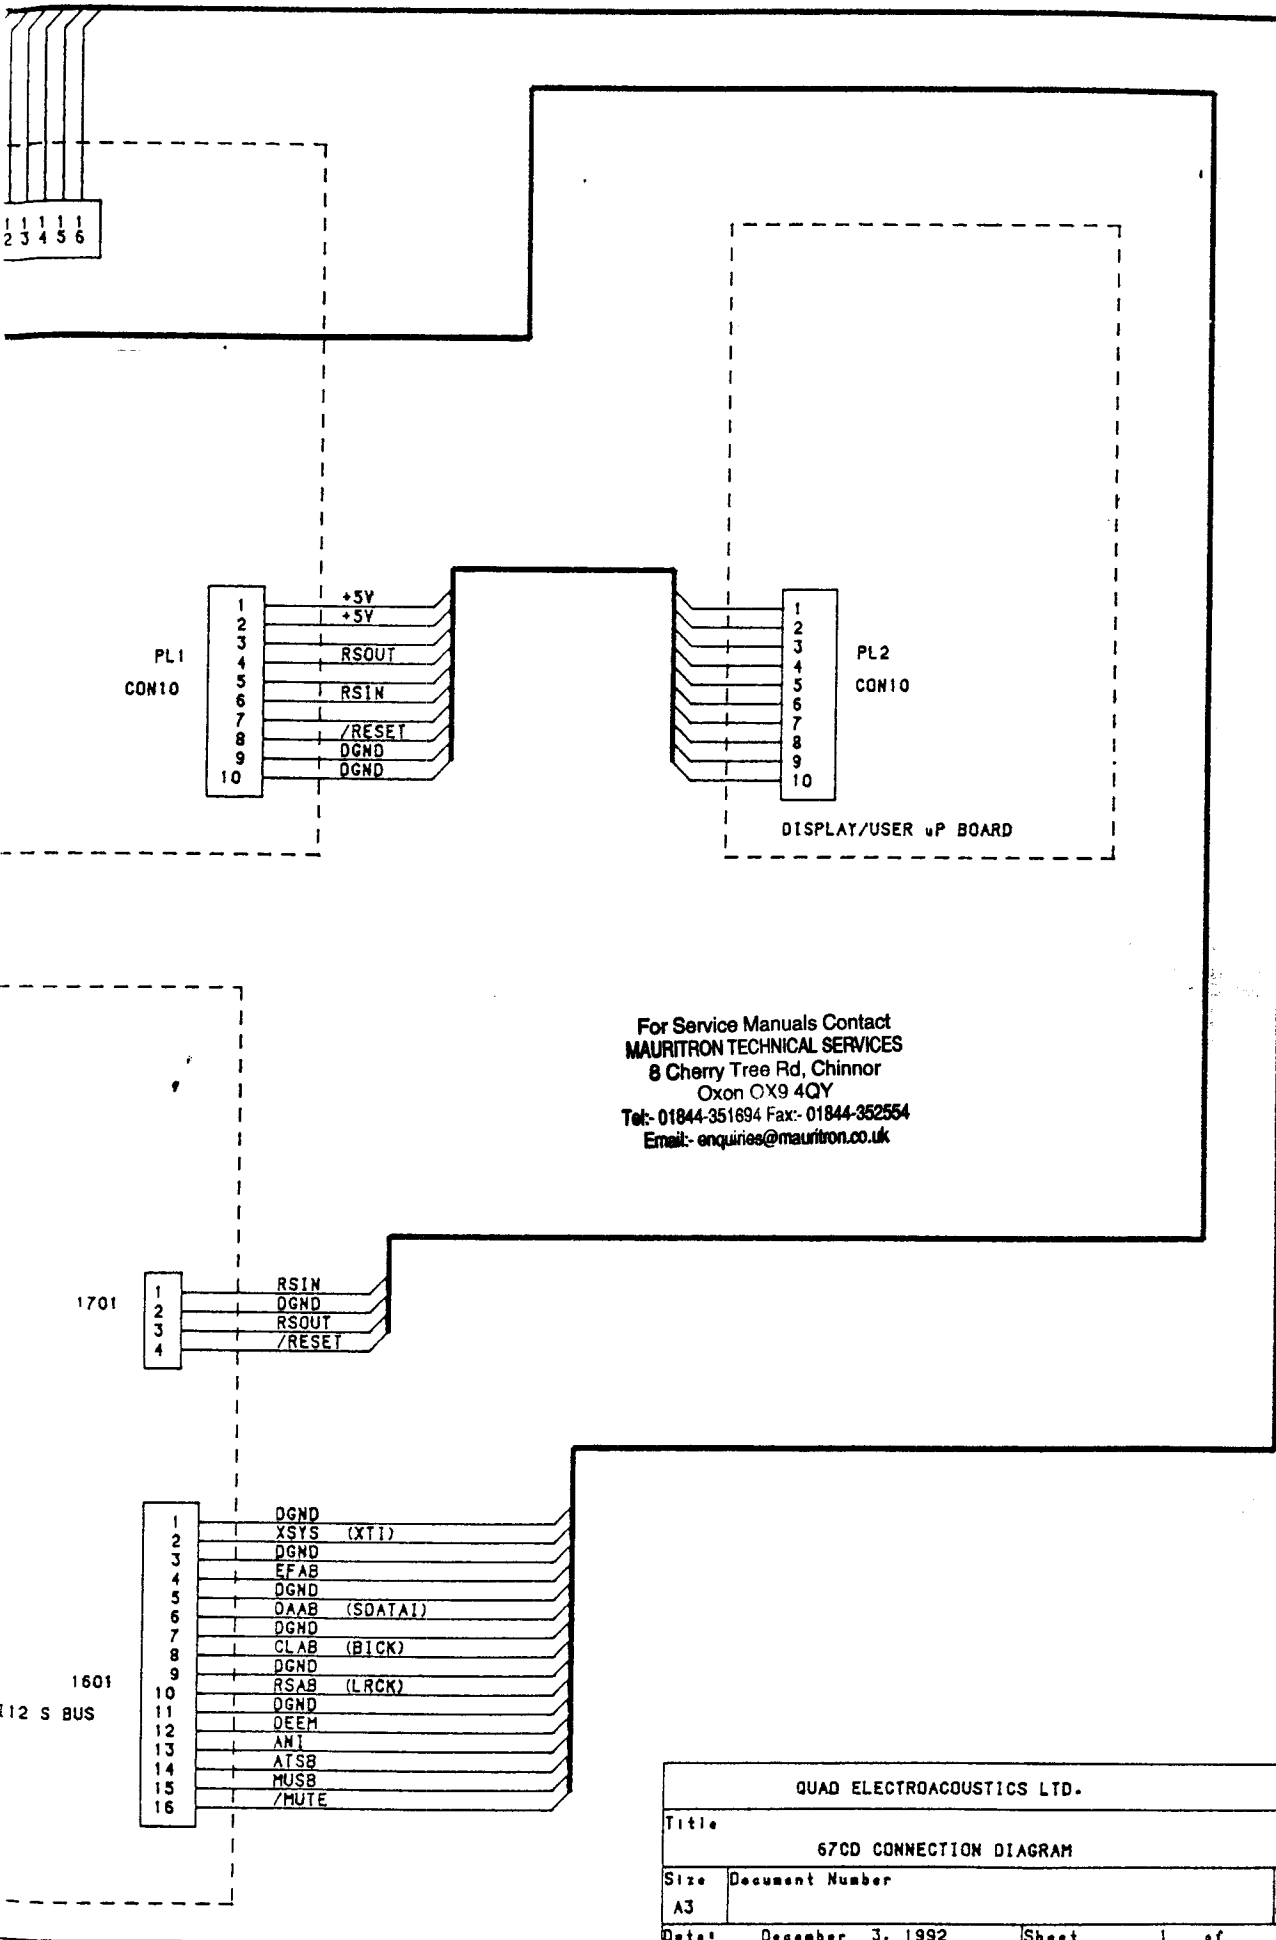 1 1 1 1 1
2 3 4 5 6
PL1
CON10
1 +5V
2 +5V
3
4 RSOUT
5
6 RSIN
7
8 /RESET
9 DGND
10 DGND
1
2
3
4
5
6
7
8
9
10
PL2
CON10
DISPLAY/USER uP BOARD
For Service Manuals Contact
MAURITRON TECHNICAL SERVICES
8 Cherry Tree Rd, Chinnor
Oxon OX9 4QY
Tel:- 01844-351694 Fax:- 01844-352554
Email:- enquiries@mauritron.co.uk
1701
1 RSIN
2 DGND
3 RSOUT
4 /RESET
1601
I12 S BUS
1 DGND
2 XSYS (XTI)
3 DGND
4 EFAB
5 DGND
6 DAAB (SDATAI)
7 DGND
8 CLAB (BICK)
9 DGND
10 RSAB (LRCK)
11 DGND
12 DEEM
13 ANI
14 ATSB
15 MUSB
16 /MUTE
QUAD ELECTROACOUSTICS LTD.
Title
67CD CONNECTION DIAGRAM
Size Document Number
A3
Date: December 3, 1992 Sheet 1 of